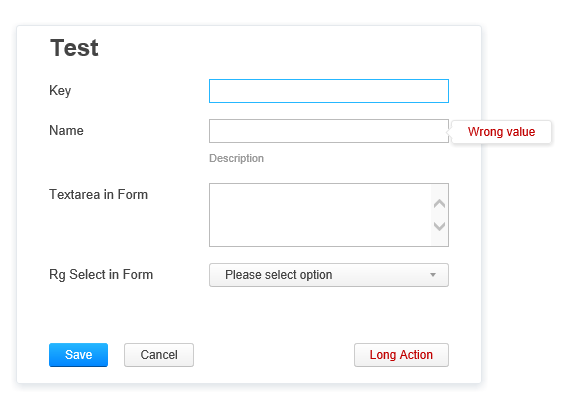 Test
Key
Name
Wrong value
Description
Textarea in Form
Rg Select in Form
Please select option
Save
Cancel
Long Action